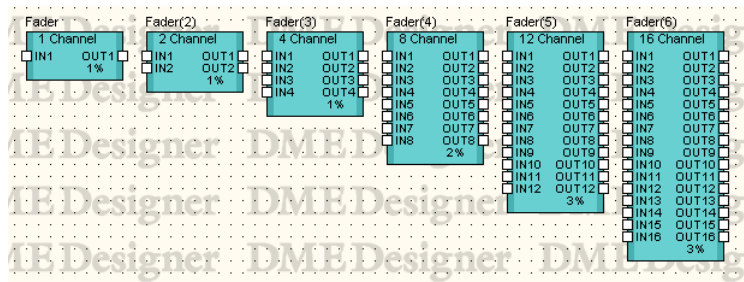 Fader
1 Channel
IN1 OUT1
1%
Fader(2)
2 Channel
IN1 OUT1
IN2 OUT2
1%
Fader(3)
4 Channel
IN1 OUT1
IN2 OUT2
IN3 OUT3
IN4 OUT4
1%
Fader(4)
8 Channel
IN1 OUT1
IN2 OUT2
IN3 OUT3
IN4 OUT4
IN5 OUT5
IN6 OUT6
IN7 OUT7
IN8 OUT8
2%
Fader(5)
12 Channel
IN1 OUT1
IN2 OUT2
IN3 OUT3
IN4 OUT4
IN5 OUT5
IN6 OUT6
IN7 OUT7
IN8 OUT8
IN9 OUT9
IN10 OUT10
IN11 OUT11
IN12 OUT12
3%
Fader(6)
16 Channel
IN1 OUT1
IN2 OUT2
IN3 OUT3
IN4 OUT4
IN5 OUT5
IN6 OUT6
IN7 OUT7
IN8 OUT8
IN9 OUT9
IN10 OUT10
IN11 OUT11
IN12 OUT12
IN13 OUT13
IN14 OUT14
IN15 OUT15
IN16 OUT16
3%
DME Designer